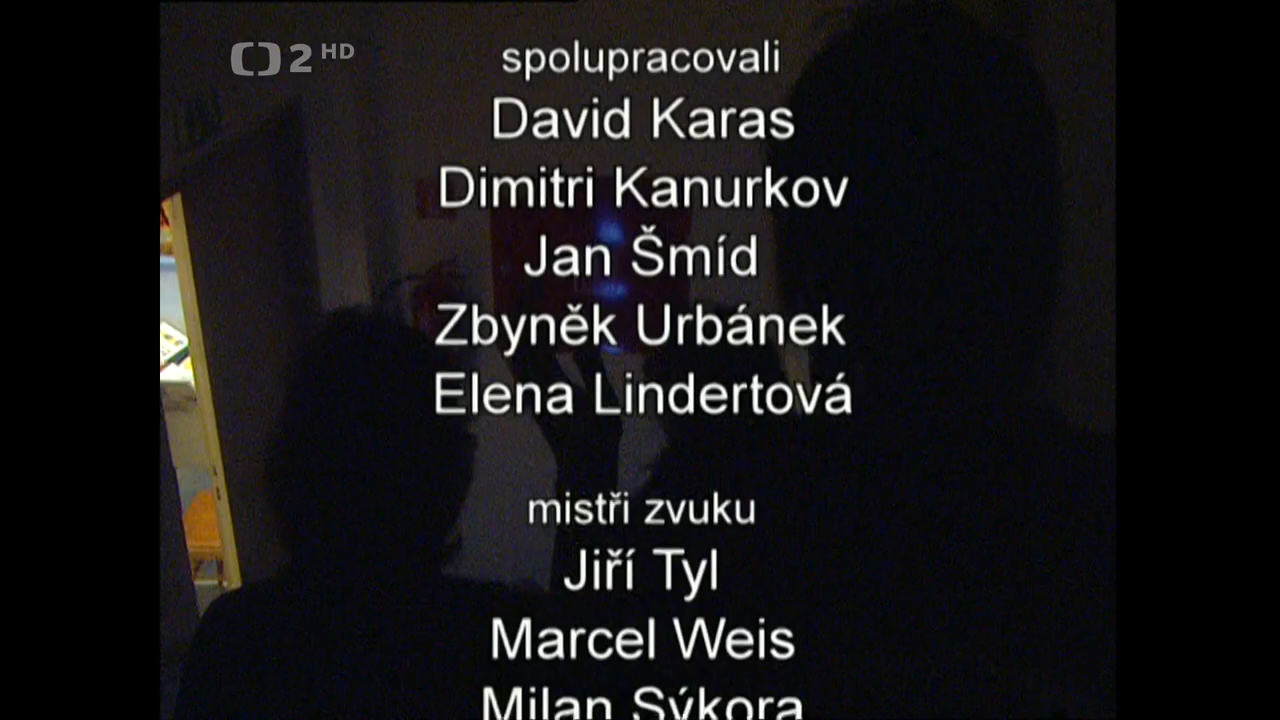 2 HD
spolupracovali
David Karas
Dimitri Kanurkov
Jan Šmíd
Zbyněk Urbánek
Elena Lindertová
mistři zvuku
Jiří Tyl
Marcel Weis
Milan Sýkora